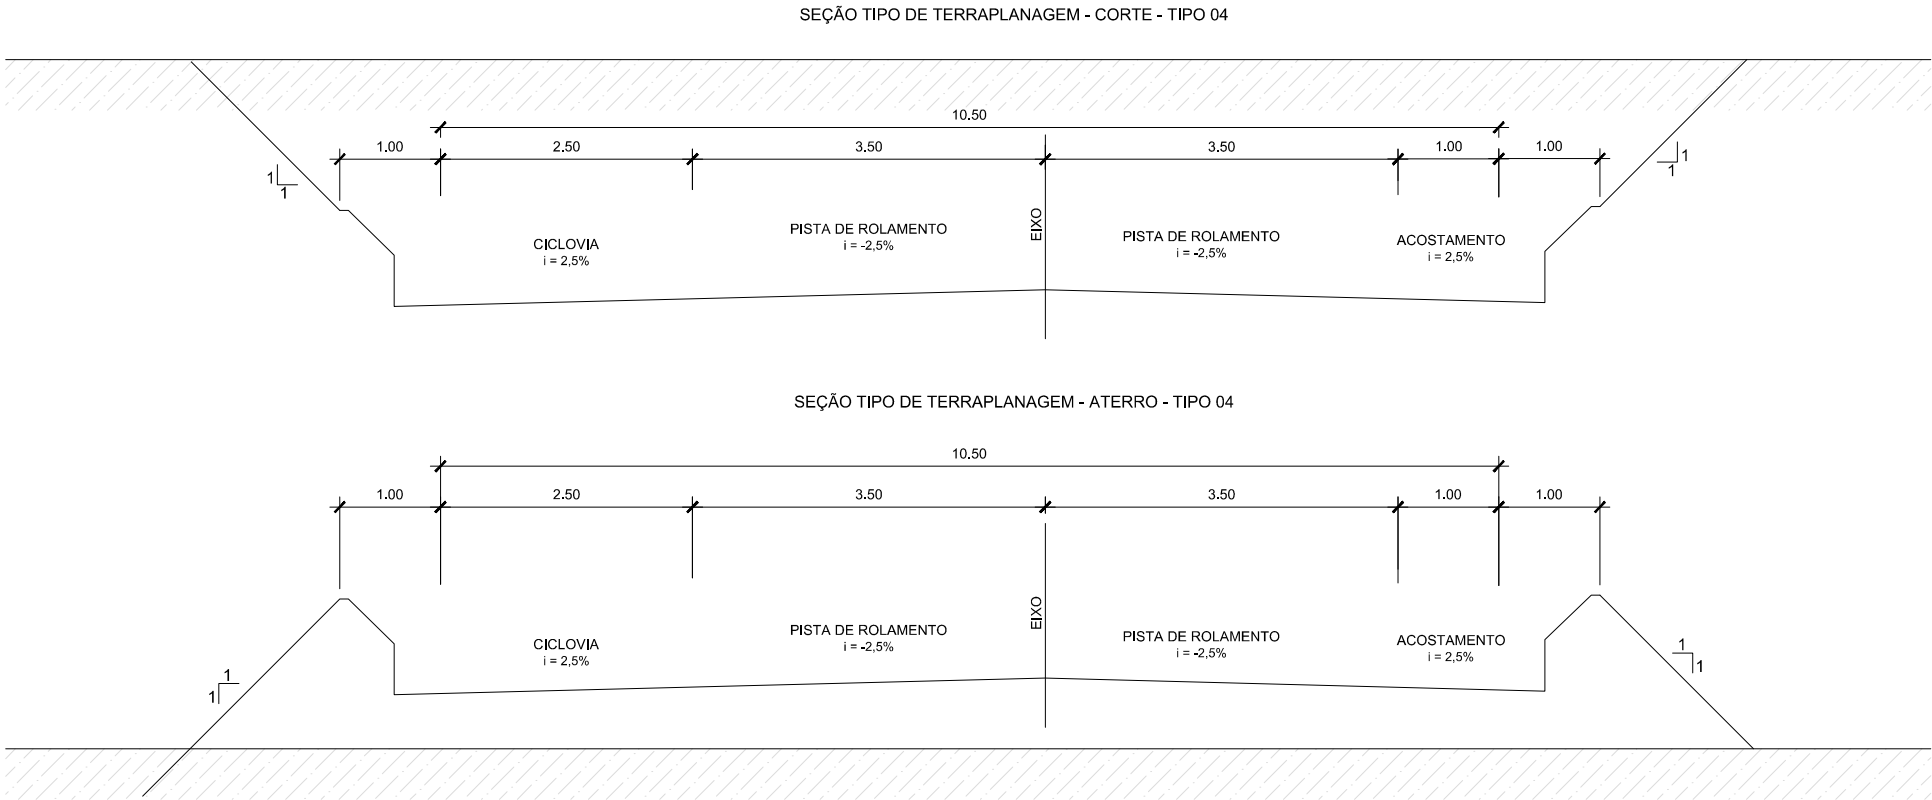 SEÇÃO TIPO DE TERRAPLANAGEM - CORTE - TIPO 04
10.50
1.00 2.50 3.50 3.50 1.00 1.00
1
1
1
1
CICLOVIA
i = 2,5%
PISTA DE ROLAMENTO
i = -2,5%
EIXO
PISTA DE ROLAMENTO
i = -2,5%
ACOSTAMENTO
i = 2,5%
SEÇÃO TIPO DE TERRAPLANAGEM - ATERRO - TIPO 04
10.50
1.00 2.50 3.50 3.50 1.00 1.00
CICLOVIA
i = 2,5%
PISTA DE ROLAMENTO
i = -2,5%
EIXO
PISTA DE ROLAMENTO
i = -2,5%
ACOSTAMENTO
i = 2,5%
1
1
1
1